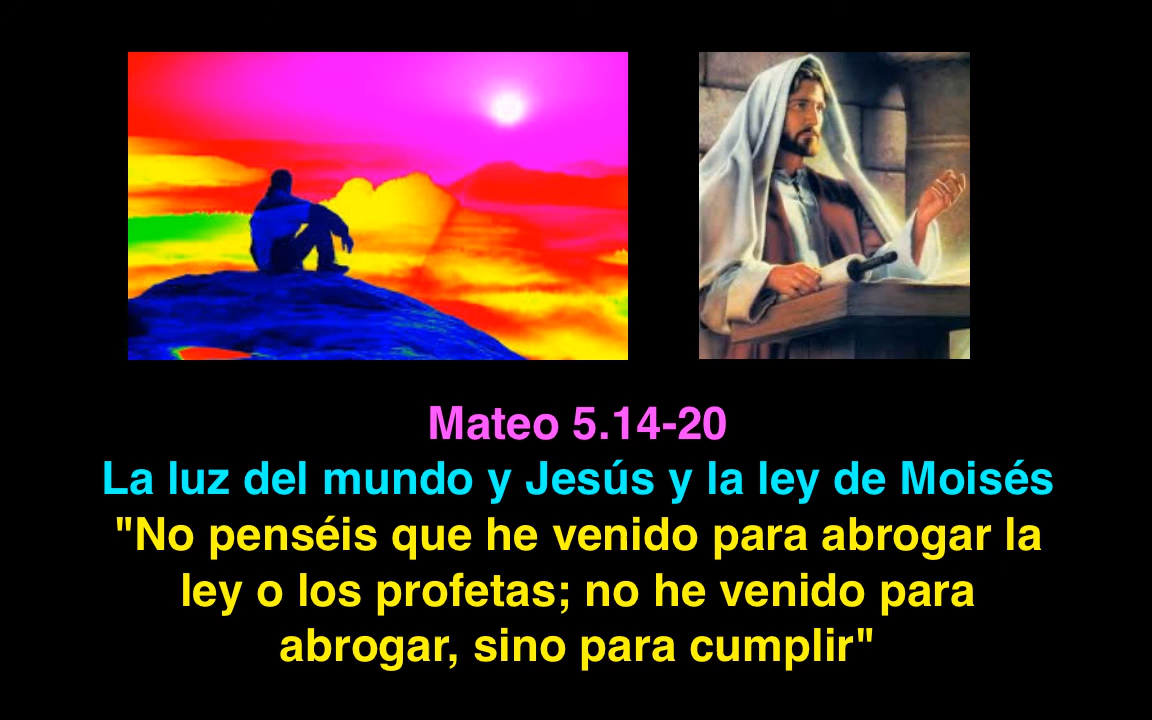 Mateo 5.14-20
La luz del mundo y Jesús y la ley de Moisés
"No penséis que he venido para abrogar la
ley o los profetas; no he venido para
abrogar, sino para cumplir"